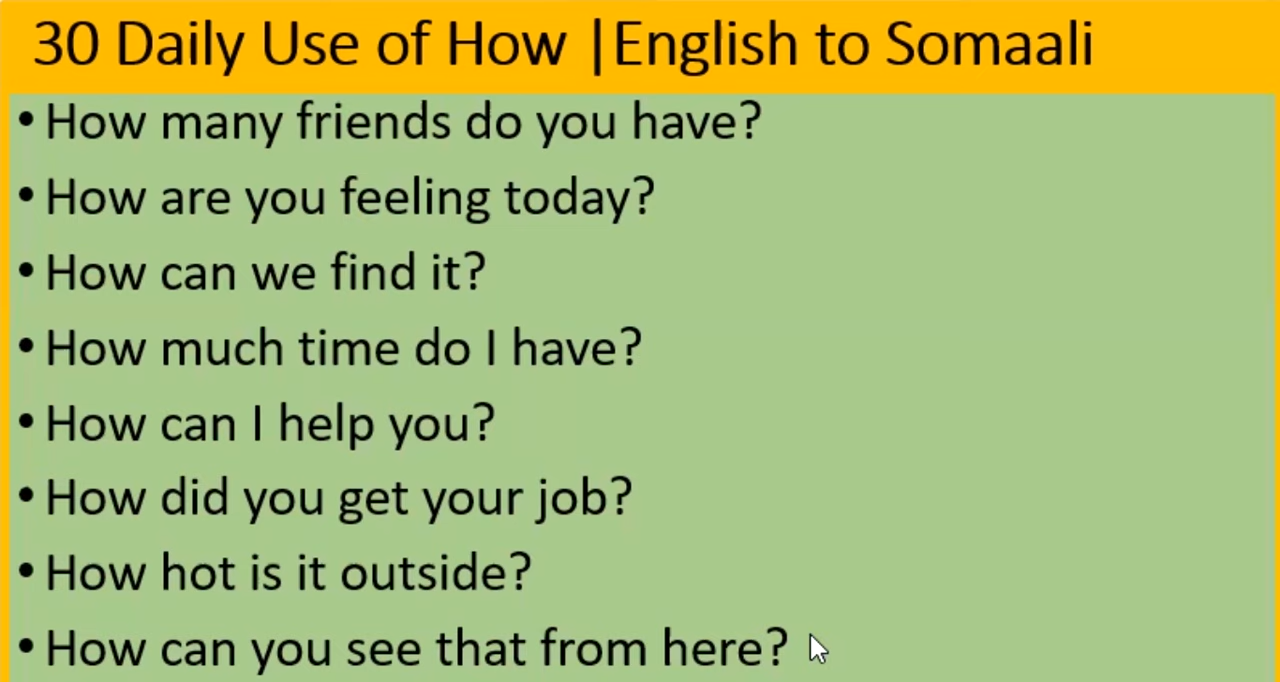 30 Daily Use of How |English to Somaali
• How many friends do you have?
• How are you feeling today?
• How can we find it?
• How much time do I have?
• How can I help you?
• How did you get your job?
• How hot is it outside?
• How can you see that from here?